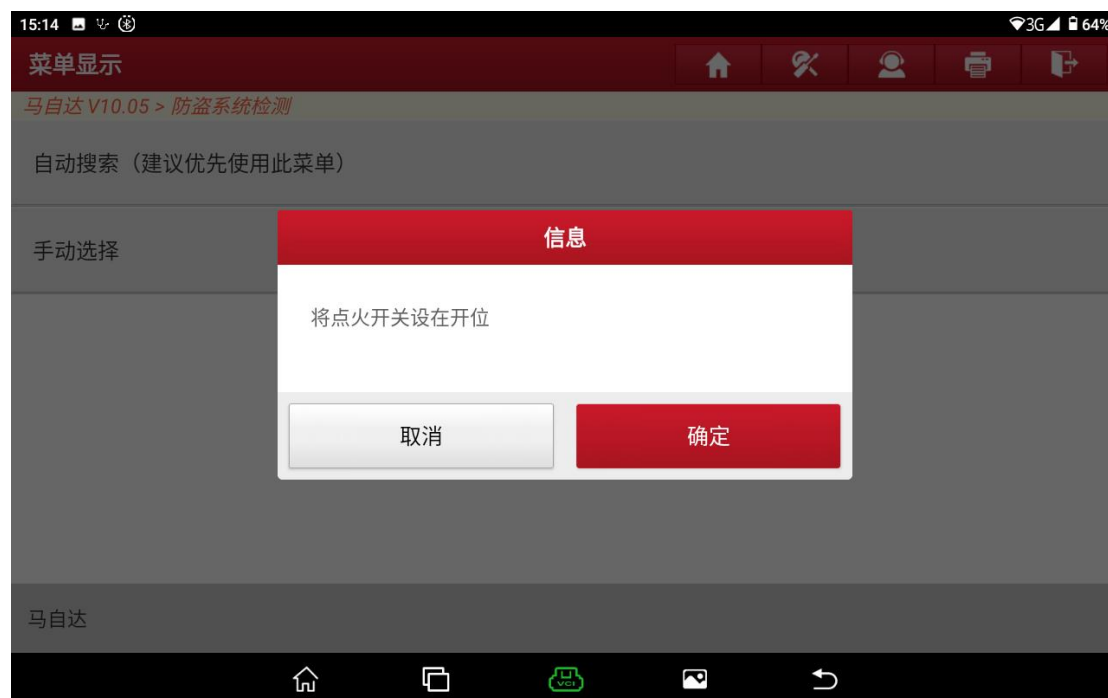 15:14
3G 64%
菜单显示
马自达 V10.05 > 防盗系统检测
自动搜索（建议优先使用此菜单）
手动选择
信息
将点火开关设在开位
取消
确定
马自达
VCI